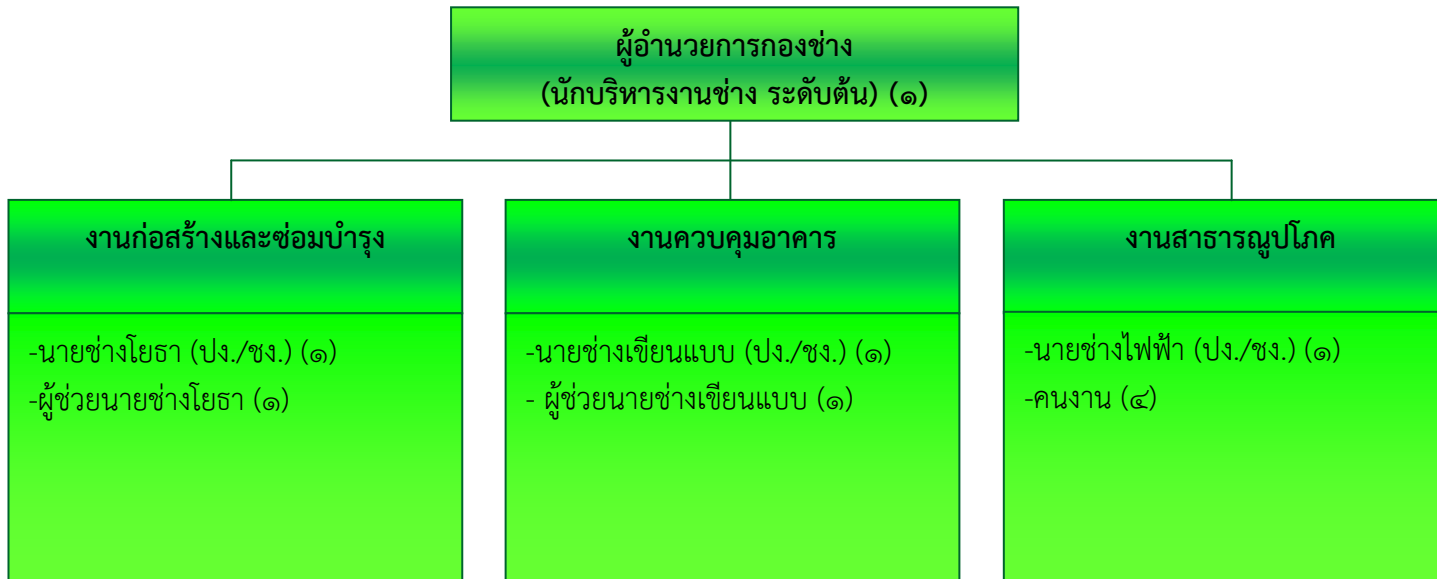 ผู้อำนวยการกองช่าง
(นักบริหารงานช่าง ระดับต้น) (๑)
งานก่อสร้างและซ่อมบำรุง
-นายช่างโยธา (ปง./ชง.) (๑)
-ผู้ช่วยนายช่างโยธา (๑)
งานควบคุมอาคาร
-นายช่างเขียนแบบ (ปง./ชง.) (๑)
- ผู้ช่วยนายช่างเขียนแบบ (๑)
งานสาธารณูปโภค
-นายช่างไฟฟ้า (ปง./ชง.) (๑)
-คนงาน (๔)